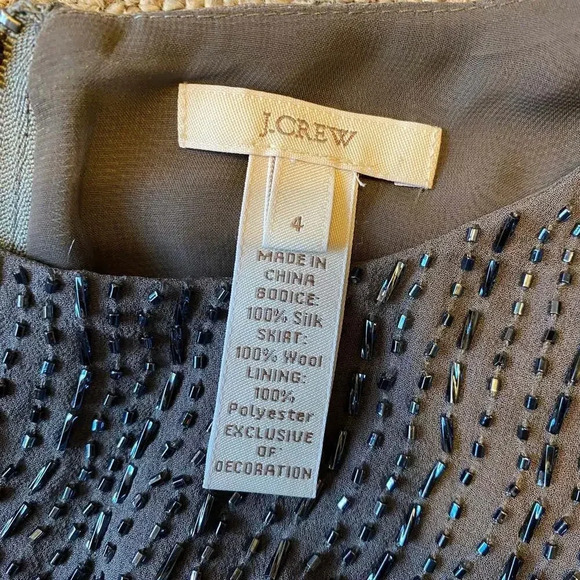 J.CREW
4
MADE IN
CHINA
BODICE:
100% Silk
SKIRT:
100% Wool
LINING:
100%
Polyester
EXCLUSIVE
OF
DECORATION